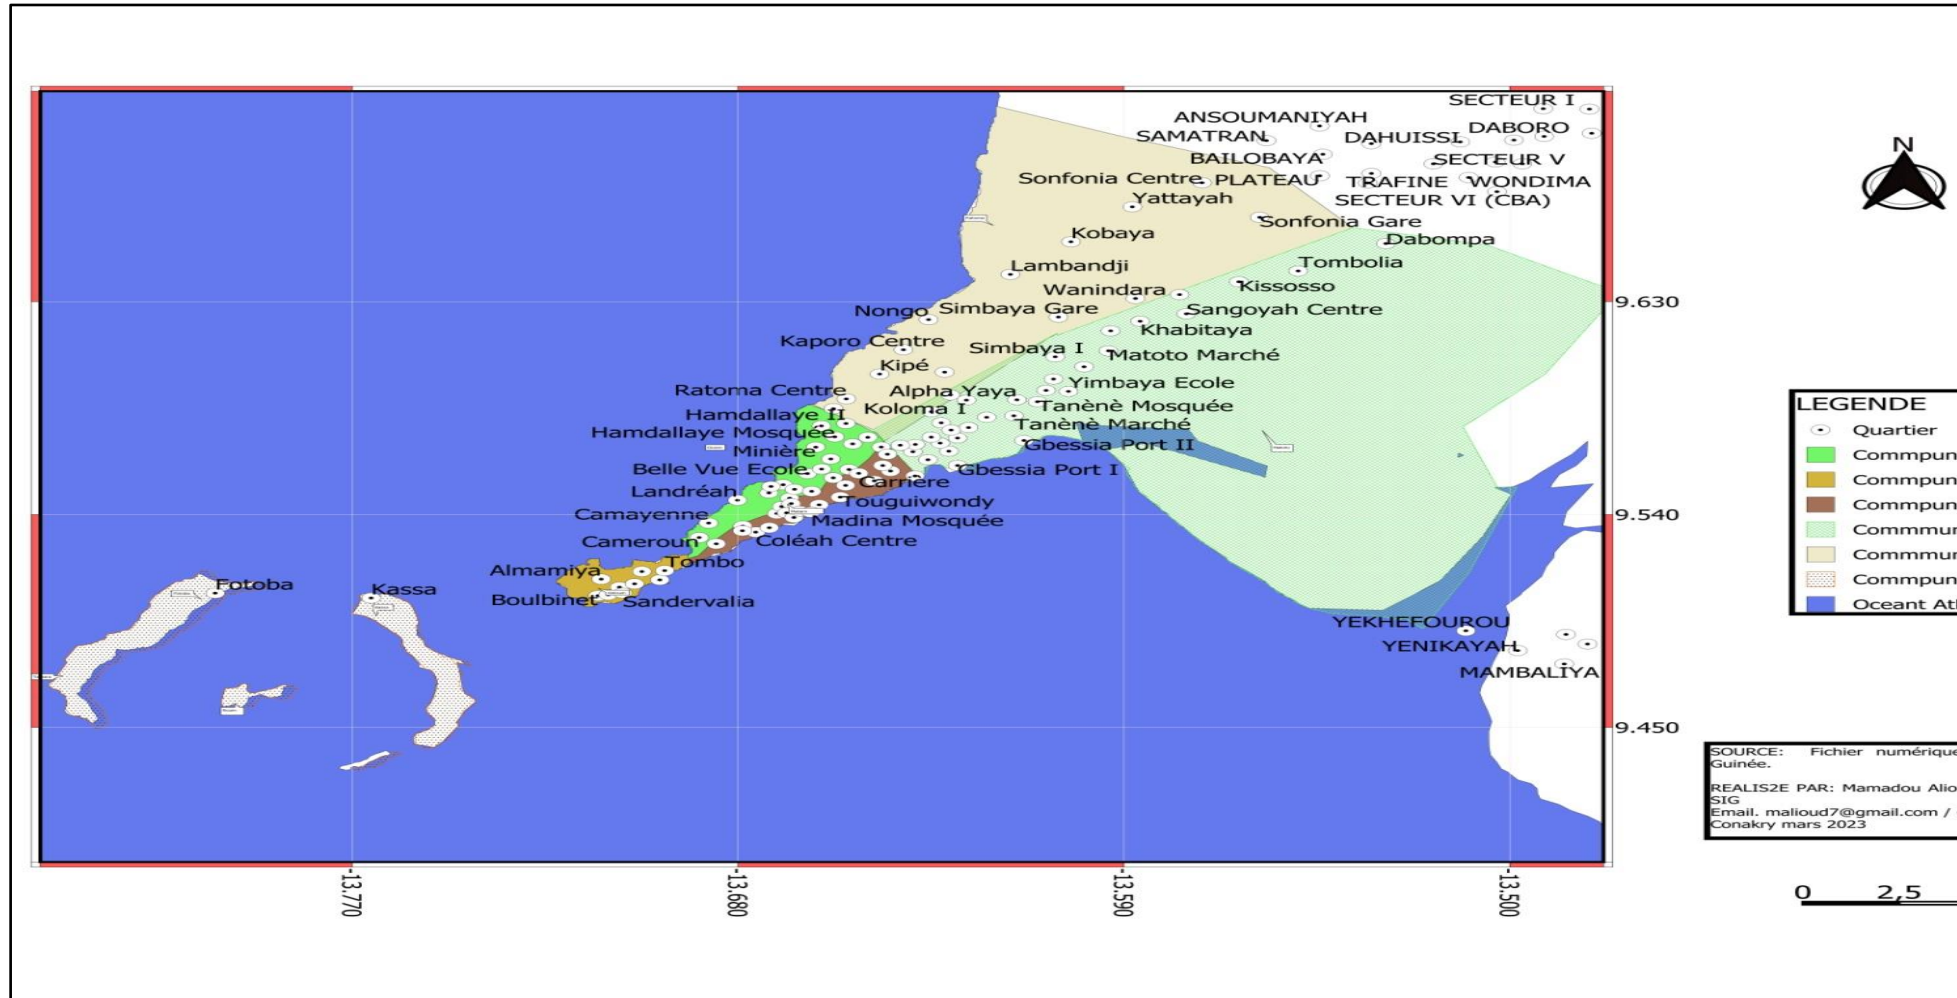 SECTEUR I
ANSOUMANIYAH
DABORO
SAMATRAN
DAHUISSI
BAILOBAYA
SECTEUR V
Sonfonia Centre
PLATEAU
TRAFINE
WONDIMA
Yattayah
SECTEUR VI (CBA)
Sonfonia Gare
Kobaya
Dabompa
Lambandji
Tombolia
Wanindara
Kissosso
9.630
Nongo
Simbaya Gare
Sangoyah Centre
Khabitaya
Kaporo Centre
Simbaya I
Matoto Marché
Kipé
Yimbaya Ecole
Ratoma Centre
Alpha Yaya
Koloma I
Tanènè Mosquée
Hamdallaye II
Tanènè Marché
Hamdallaye Mosquée
Gbessia Port II
Minière
Belle Vue Ecole
Gbessia Port I
Carrière
Landréah
Touguiwondy
Camayenne
Madina Mosquée
9.540
Cameroun
Coléah Centre
Tombo
Almamiya
Fotoba
Kassa
Boulbinet
Sandervalia
YEKHEFOUROU
YENIKAYAH
MAMBALIYA
9.450
-13.770
-13.680
-13.590
-13.500
N
LEGENDE
Quartier
Commpun
Commpun
Commpun
Commmur
Commmur
Commpun
Oceant Atl
SOURCE: Fichier numérique
Guinée.
REALIS2E PAR: Mamadou Alio
SIG
Email. malioud7@gmail.com /
Conakry mars 2023
0 2,5